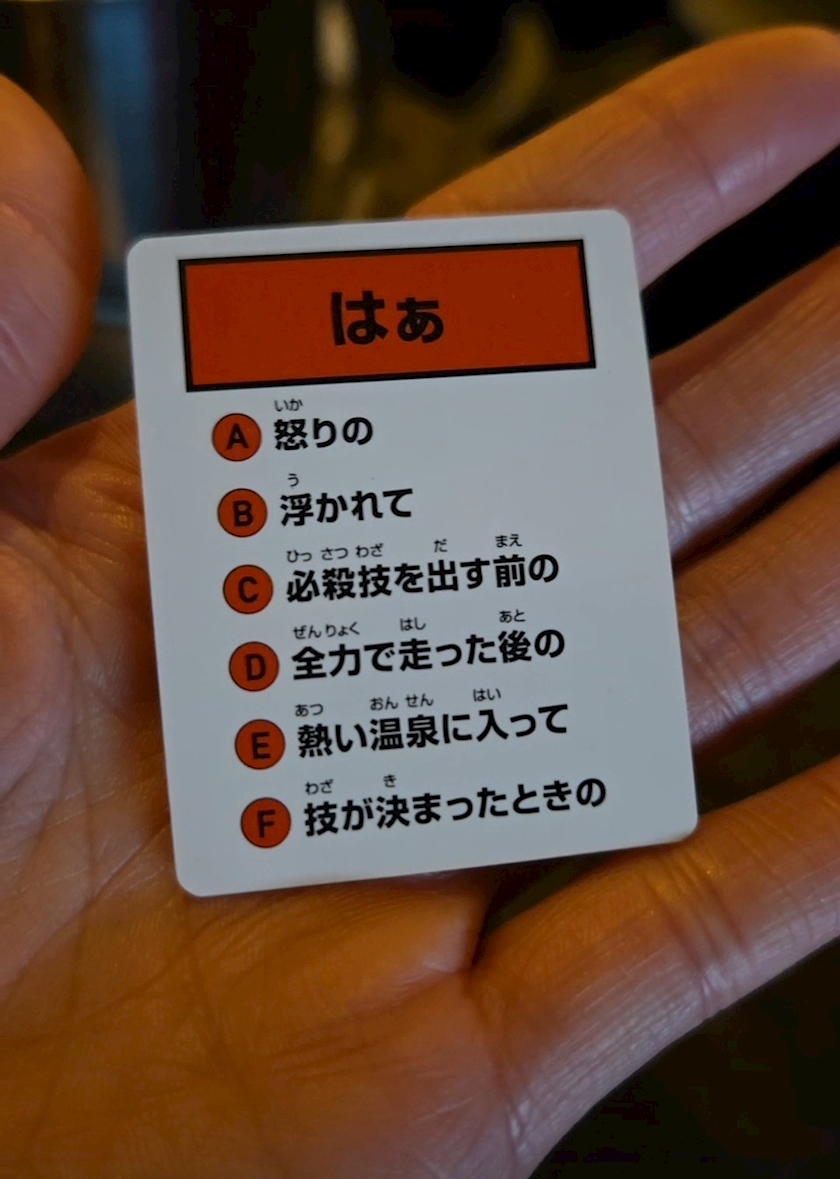 はぁ
A 怒りの
B 浮かれて
C 必殺技を出す前の
D 全力で走った後の
E 熱い温泉に入って
F 技が決まったときの